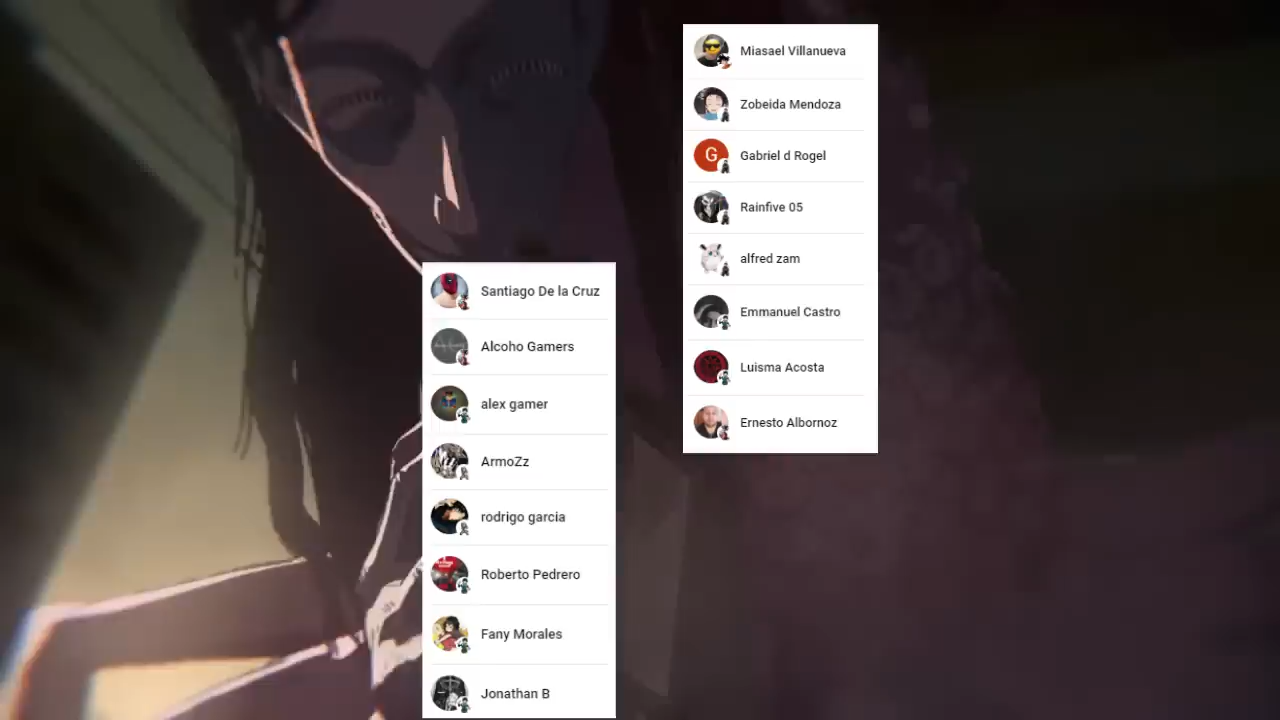 Santiago De la Cruz
Alcoho Gamers
alex gamer
ArmoZz
rodrigo garcia
Roberto Pedrero
Fany Morales
Jonathan B
Miasael Villanueva
Zobeida Mendoza
G
Gabriel d Rogel
Rainfive 05
alfred zam
Emmanuel Castro
Luisma Acosta
Ernesto Albornoz